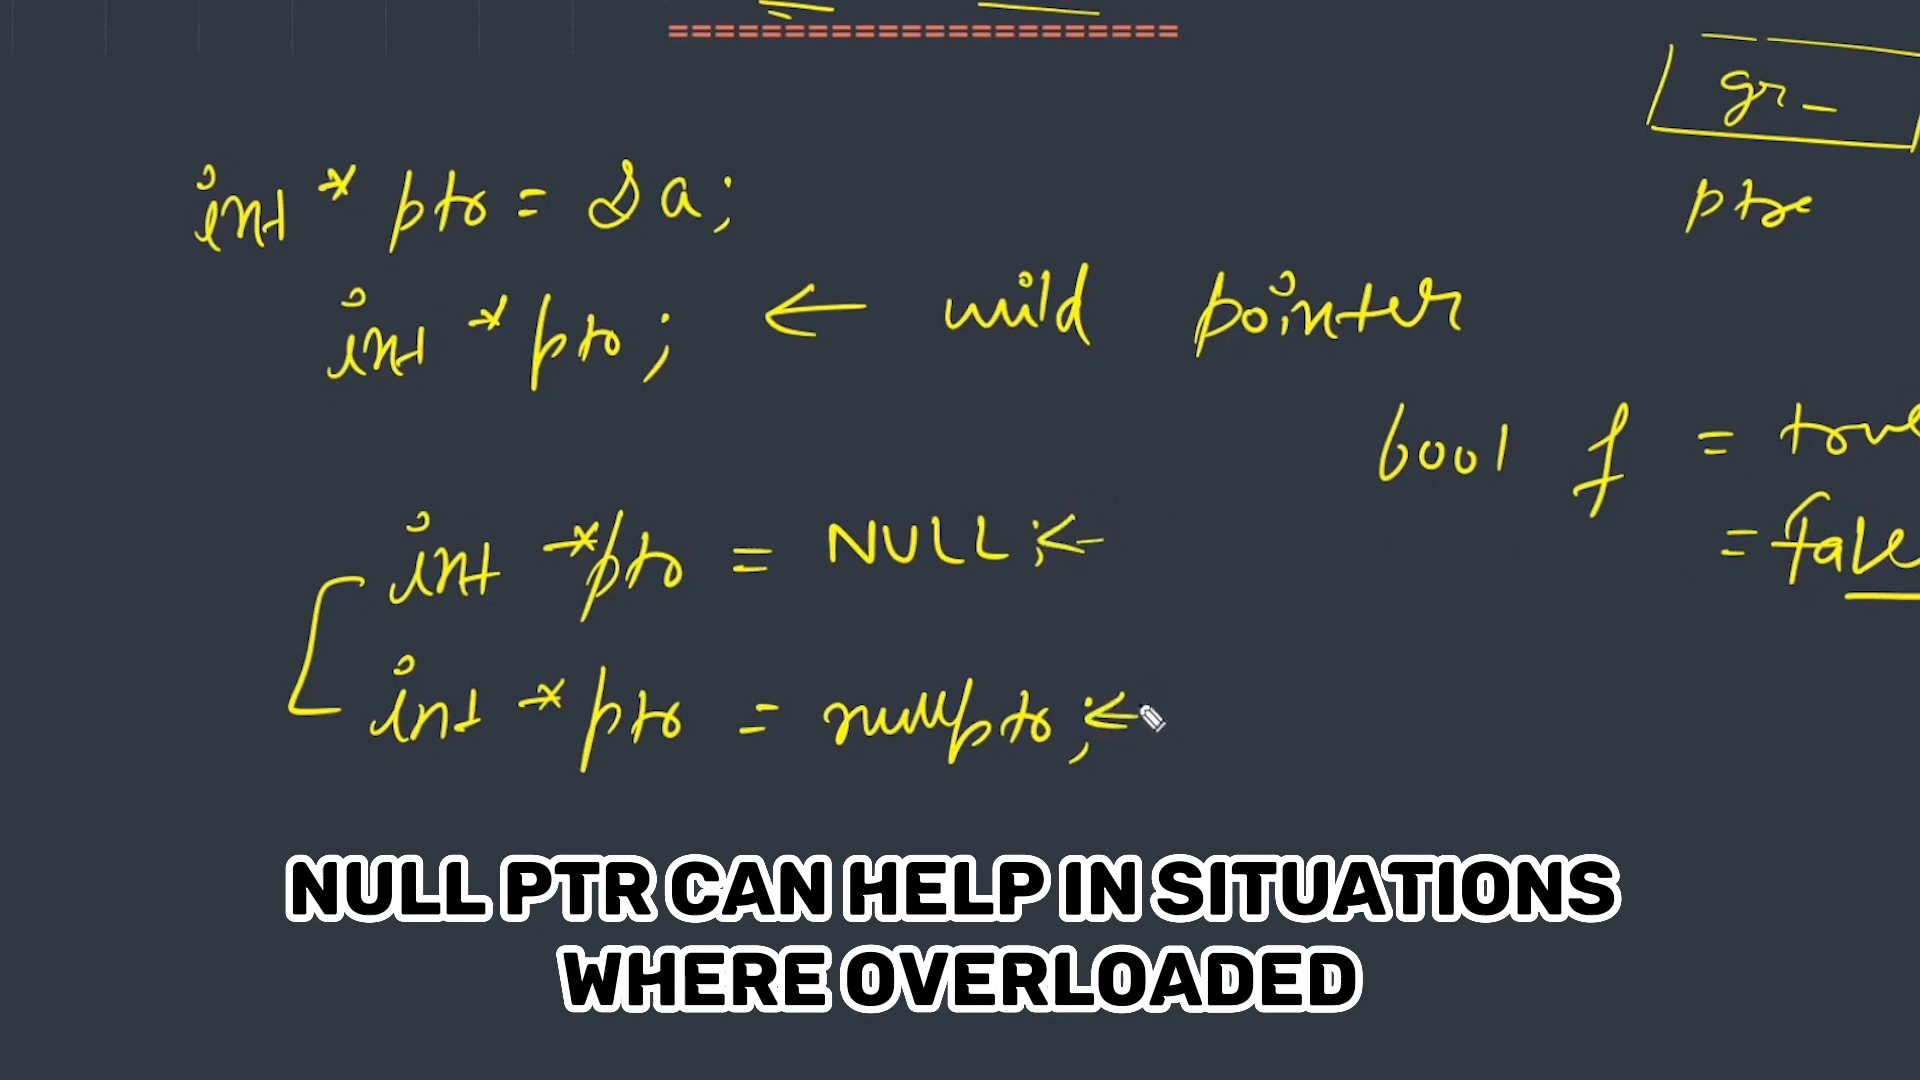 ========================
gr_
int * ptr = &a;
ptr
int * ptr; ← wild pointer
bool f = true
= false
int *ptr = NULL; ←
int * ptr = nullptr; ←
NULL PTR CAN HELP IN SITUATIONS
WHERE OVERLOADED